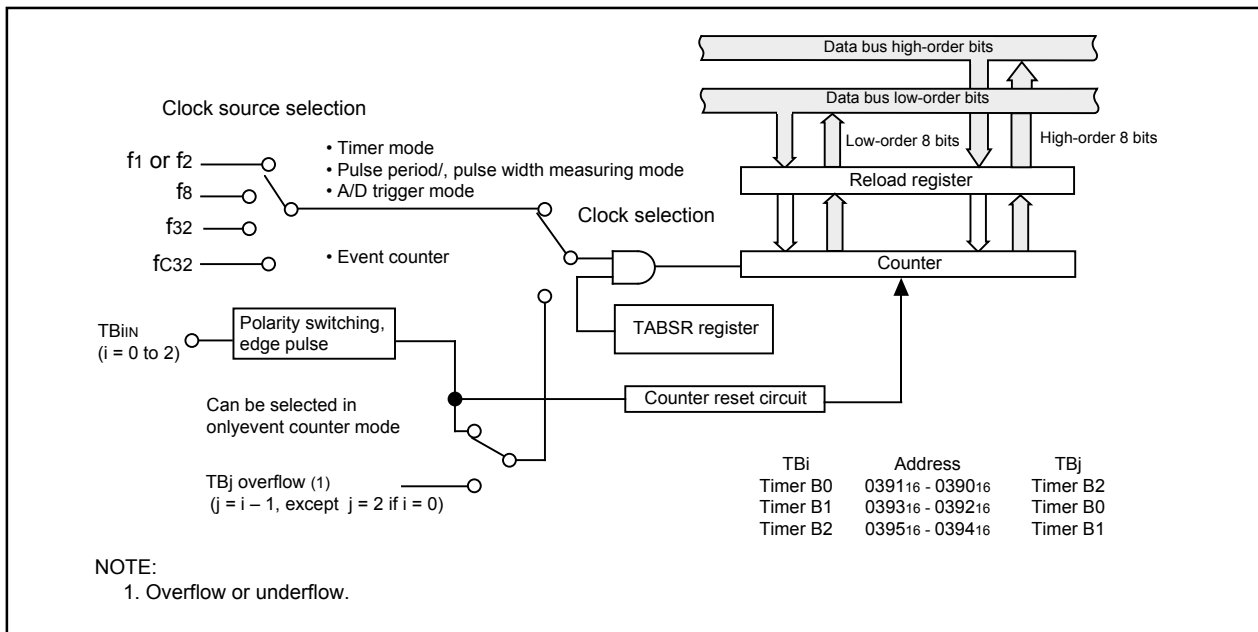 Data bus high-order bits
Data bus low-order bits
Clock source selection
Low-order 8 bits
High-order 8 bits
f1 or f2
f8
f32
fC32
• Timer mode
• Pulse period/, pulse width measuring mode
• A/D trigger mode
• Event counter
Clock selection
Reload register
Counter
TBiIN
(i = 0 to 2)
Polarity switching,
edge pulse
TABSR register
Can be selected in
onlyevent counter mode
Counter reset circuit
TBj overflow (1)
(j = i – 1, except j = 2 if i = 0)
TBi Address TBj
Timer B0 039116 - 039016 Timer B2
Timer B1 039316 - 039216 Timer B0
Timer B2 039516 - 039416 Timer B1
NOTE:
1. Overflow or underflow.